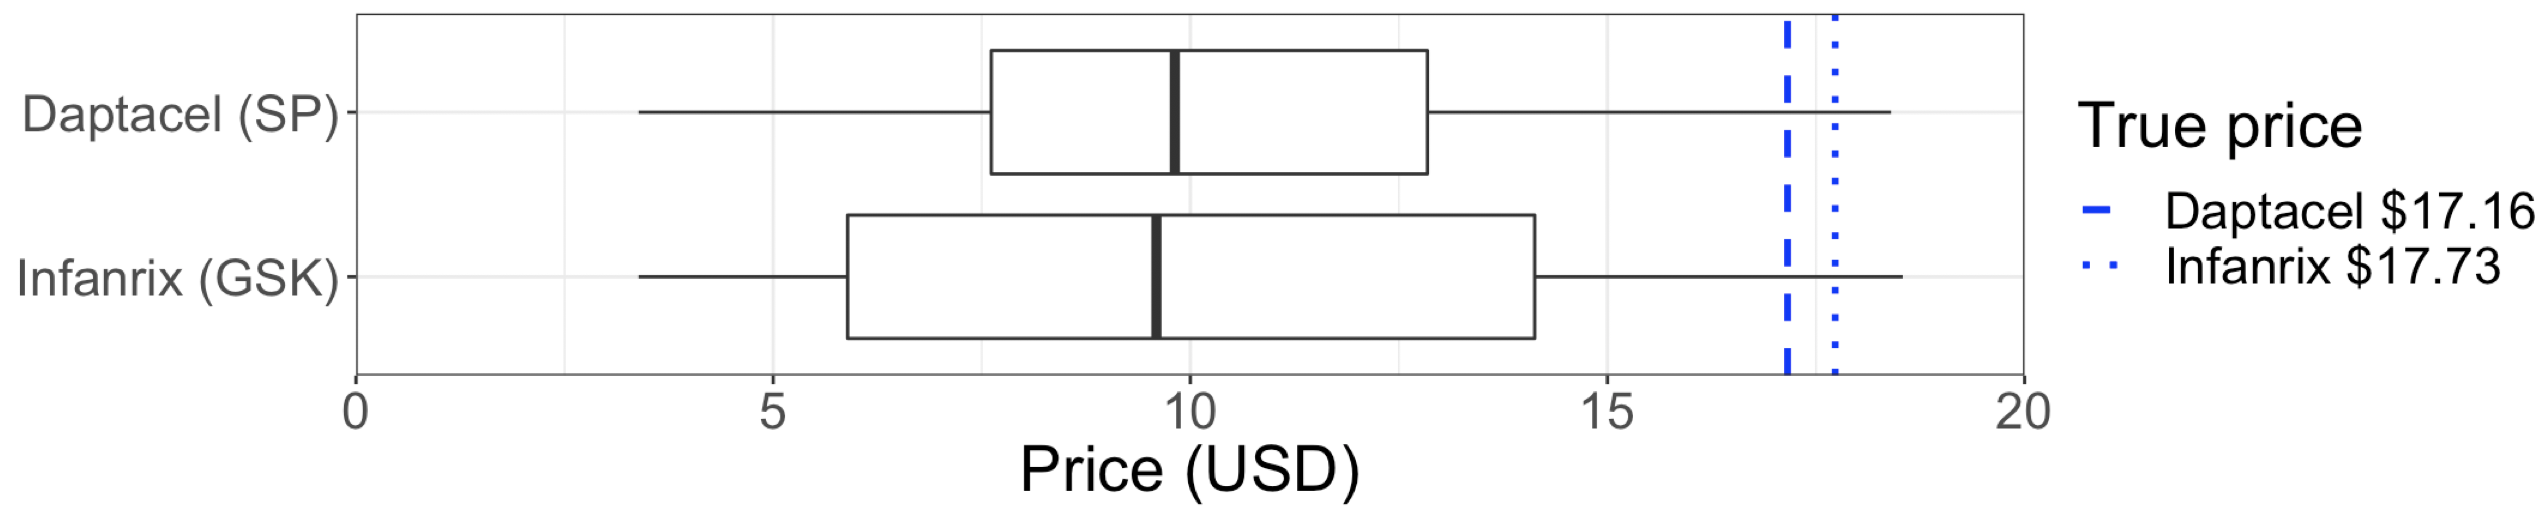 Daptacel (SP)
Infanrix (GSK)
0 5 10 15 20
Price (USD)
True price
Daptacel $17.16
Infanrix $17.73